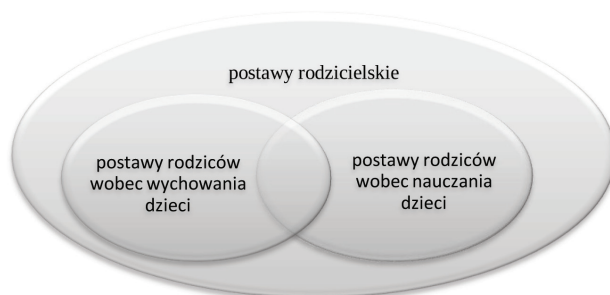 postawy rodzicielskie
postawy rodziców
wobec wychowania
dzieci
postawy rodziców
wobec nauczania
dzieci